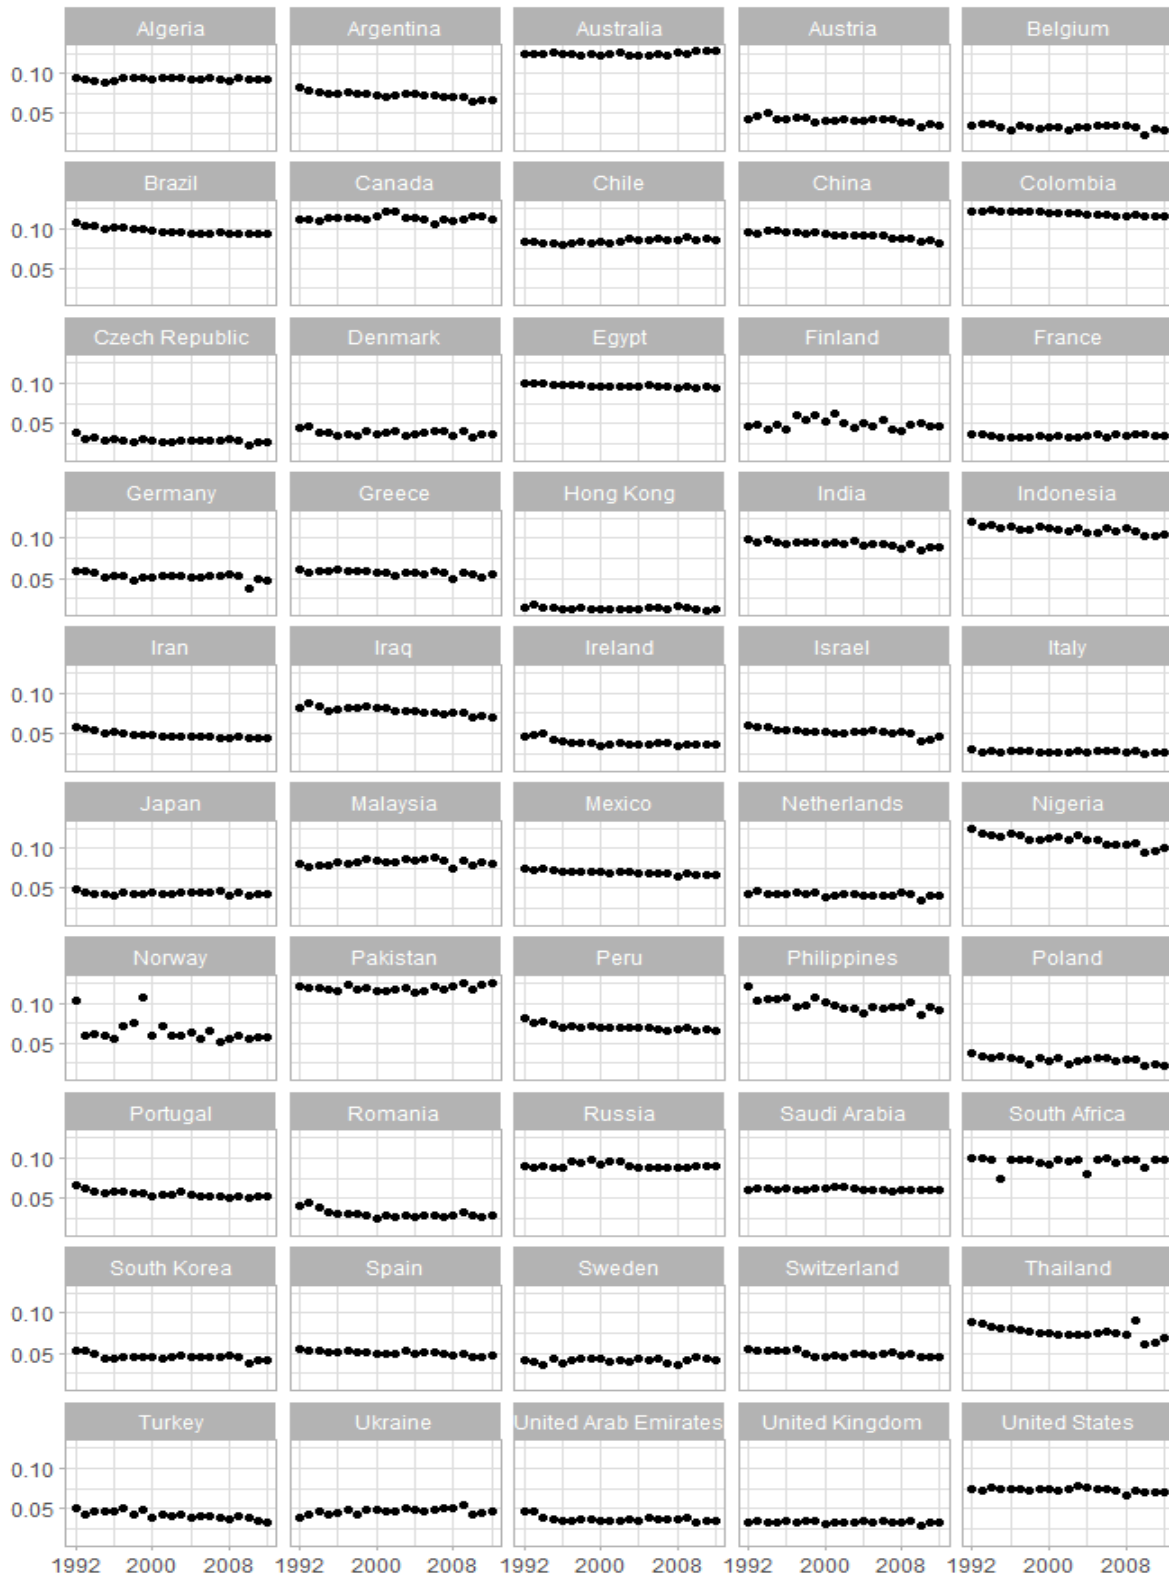 Algeria Argentina Australia Austria Belgium
0.10
0.05
Brazil Canada Chile China Colombia
0.10
0.05
Czech Republic Denmark Egypt Finland France
0.10
0.05
Germany Greece Hong Kong India Indonesia
0.10
0.05
Iran Iraq Ireland Israel Italy
0.10
0.05
Japan Malaysia Mexico Netherlands Nigeria
0.10
0.05
Norway Pakistan Peru Philippines Poland
0.10
0.05
Portugal Romania Russia Saudi Arabia South Africa
0.10
0.05
South Korea Spain Sweden Switzerland Thailand
0.10
0.05
Turkey Ukraine United Arab Emirates United Kingdom United States
0.10
0.05
1992 2000 2008 1992 2000 2008 1992 2000 2008 1992 2000 2008 1992 2000 2008